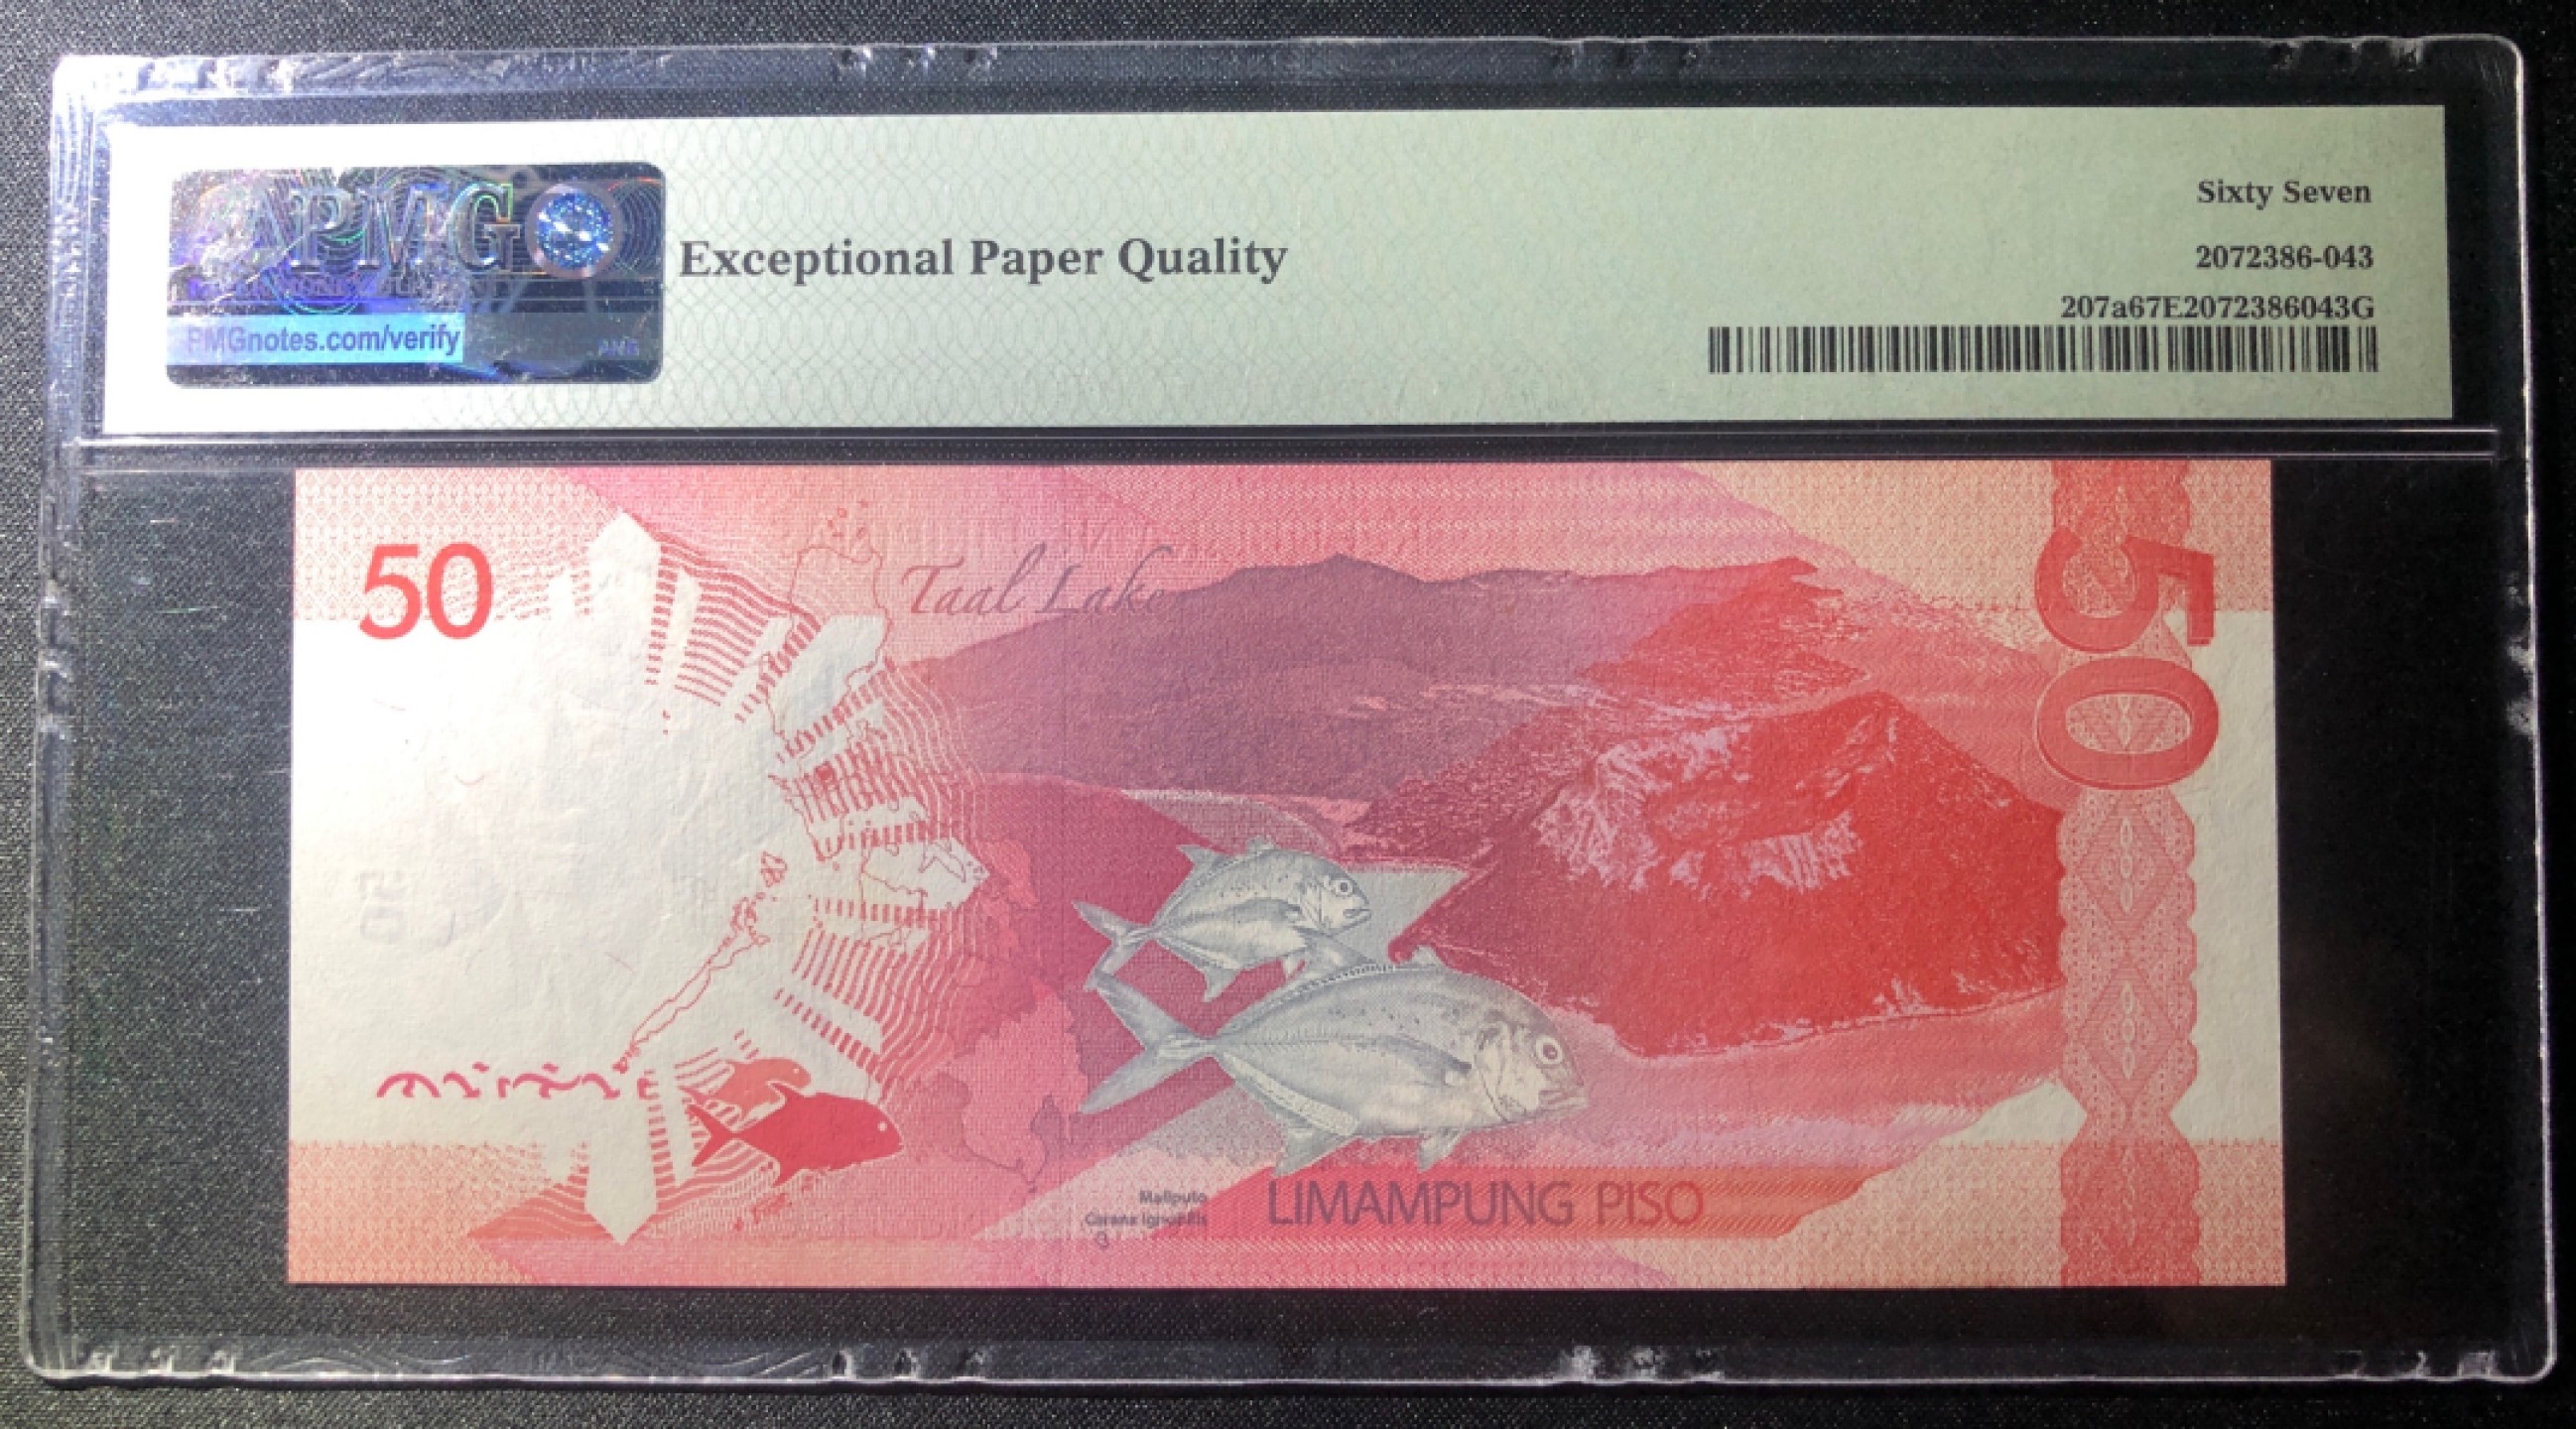 PMG
PMGnotes.com/verify
Exceptional Paper Quality
Sixty Seven
2072386-043
207a67E2072386043G
50
Taal Lake
50
Maliputo
Caranx ignobilis
LIMAMPUNG PISO